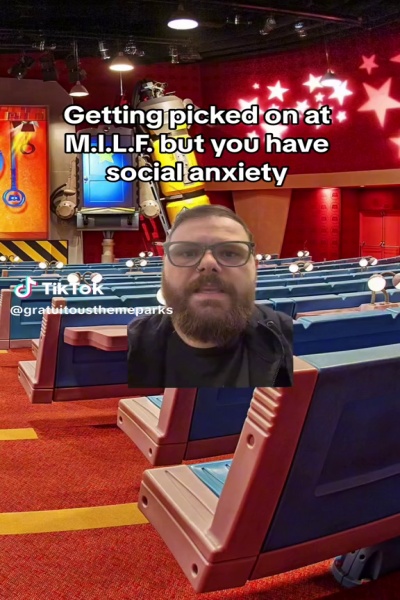 Getting picked on at
M.I.L.F. but you have
social anxiety
TikTok
@gratuitousthemeparks